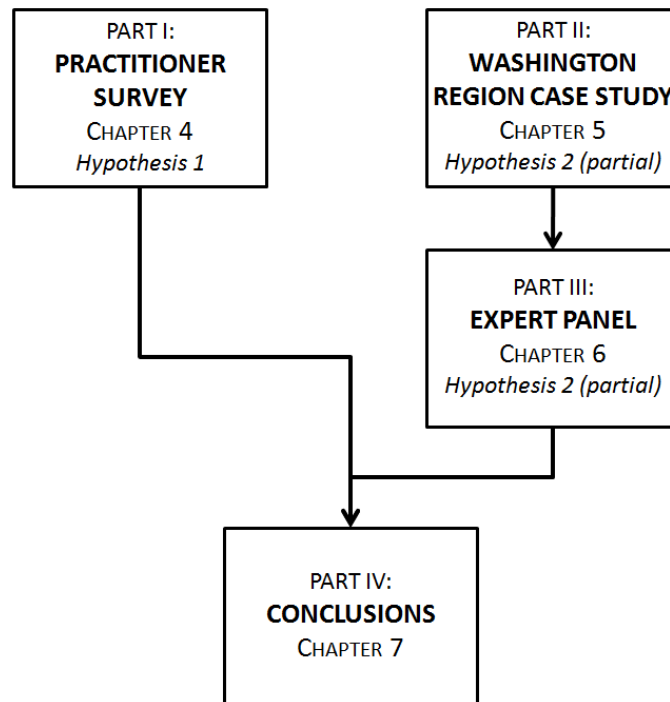 PART I:
PRACTITIONER
SURVEY
CHAPTER 4
Hypothesis 1
PART II:
WASHINGTON
REGION CASE STUDY
CHAPTER 5
Hypothesis 2 (partial)
PART III:
EXPERT PANEL
CHAPTER 6
Hypothesis 2 (partial)
PART IV:
CONCLUSIONS
CHAPTER 7